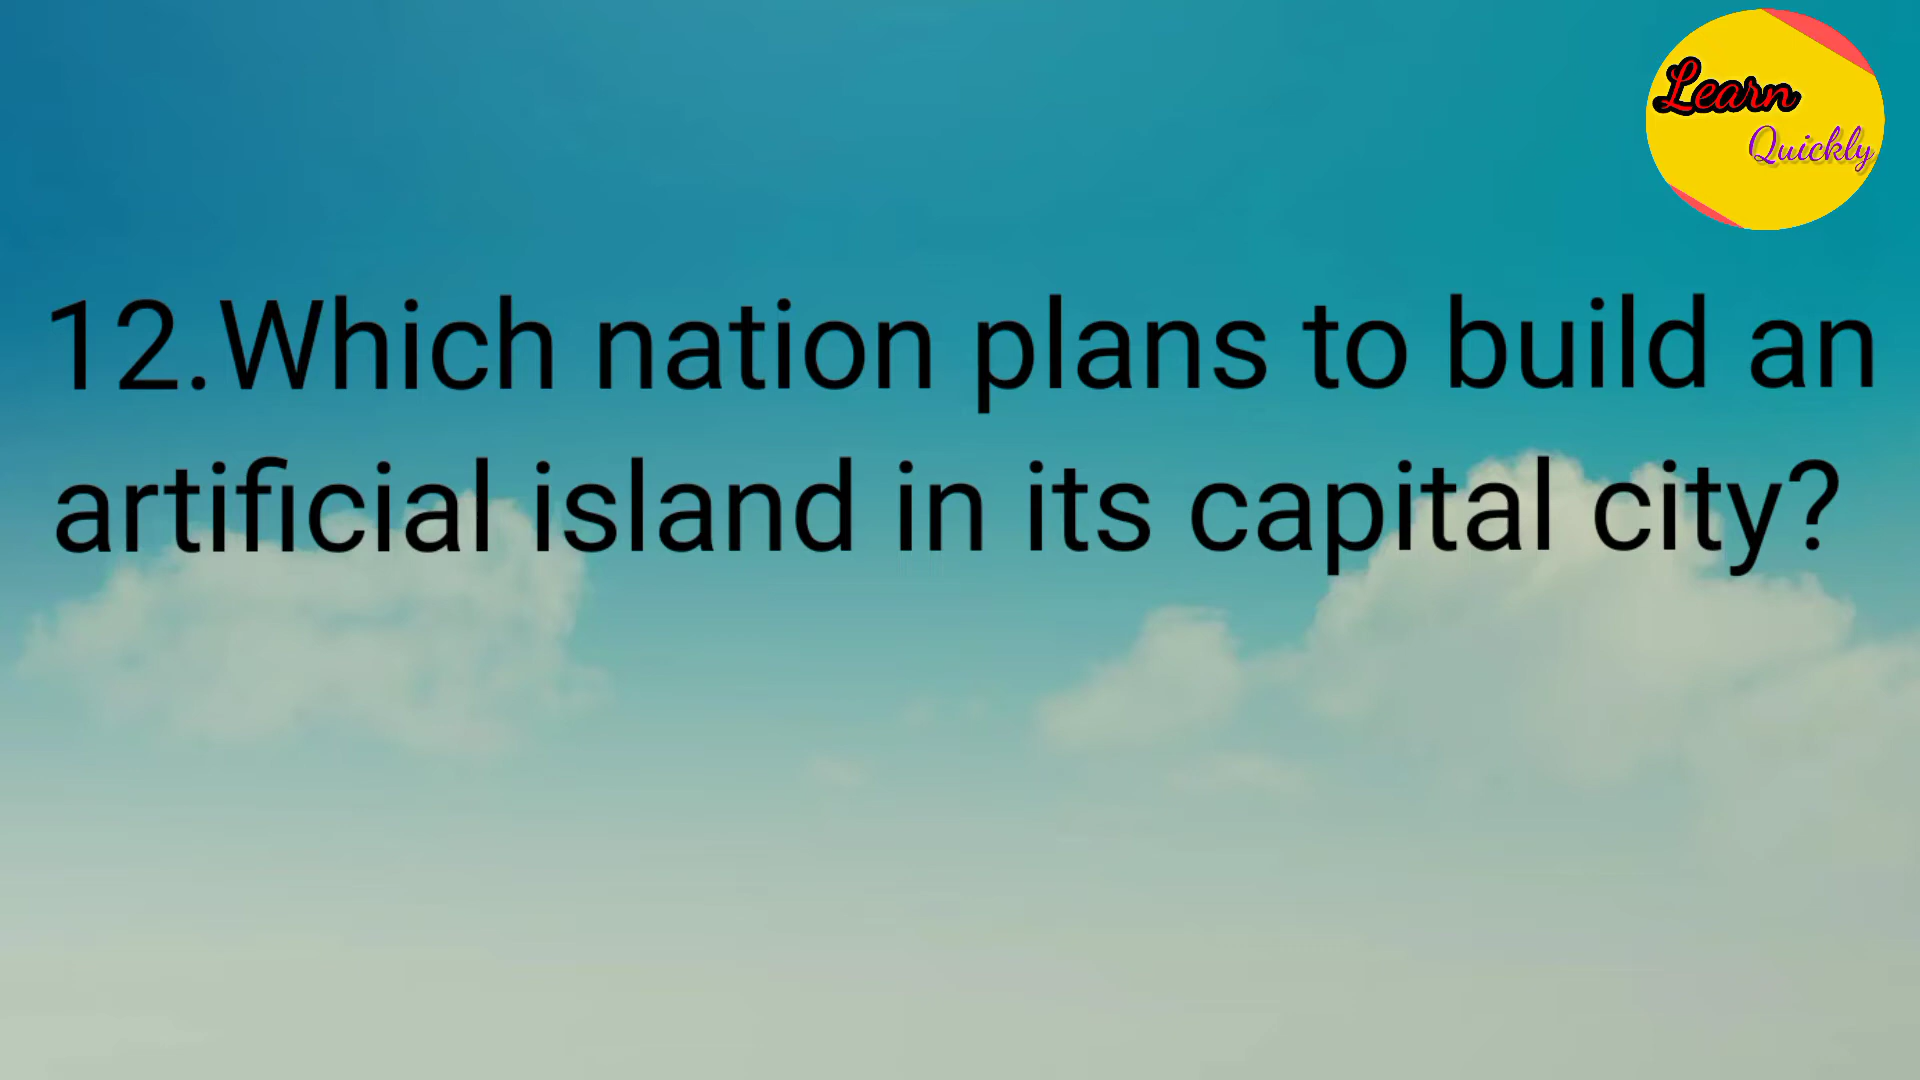 Learn
Quickly
12.Which nation plans to build an
artificial island in its capital city?